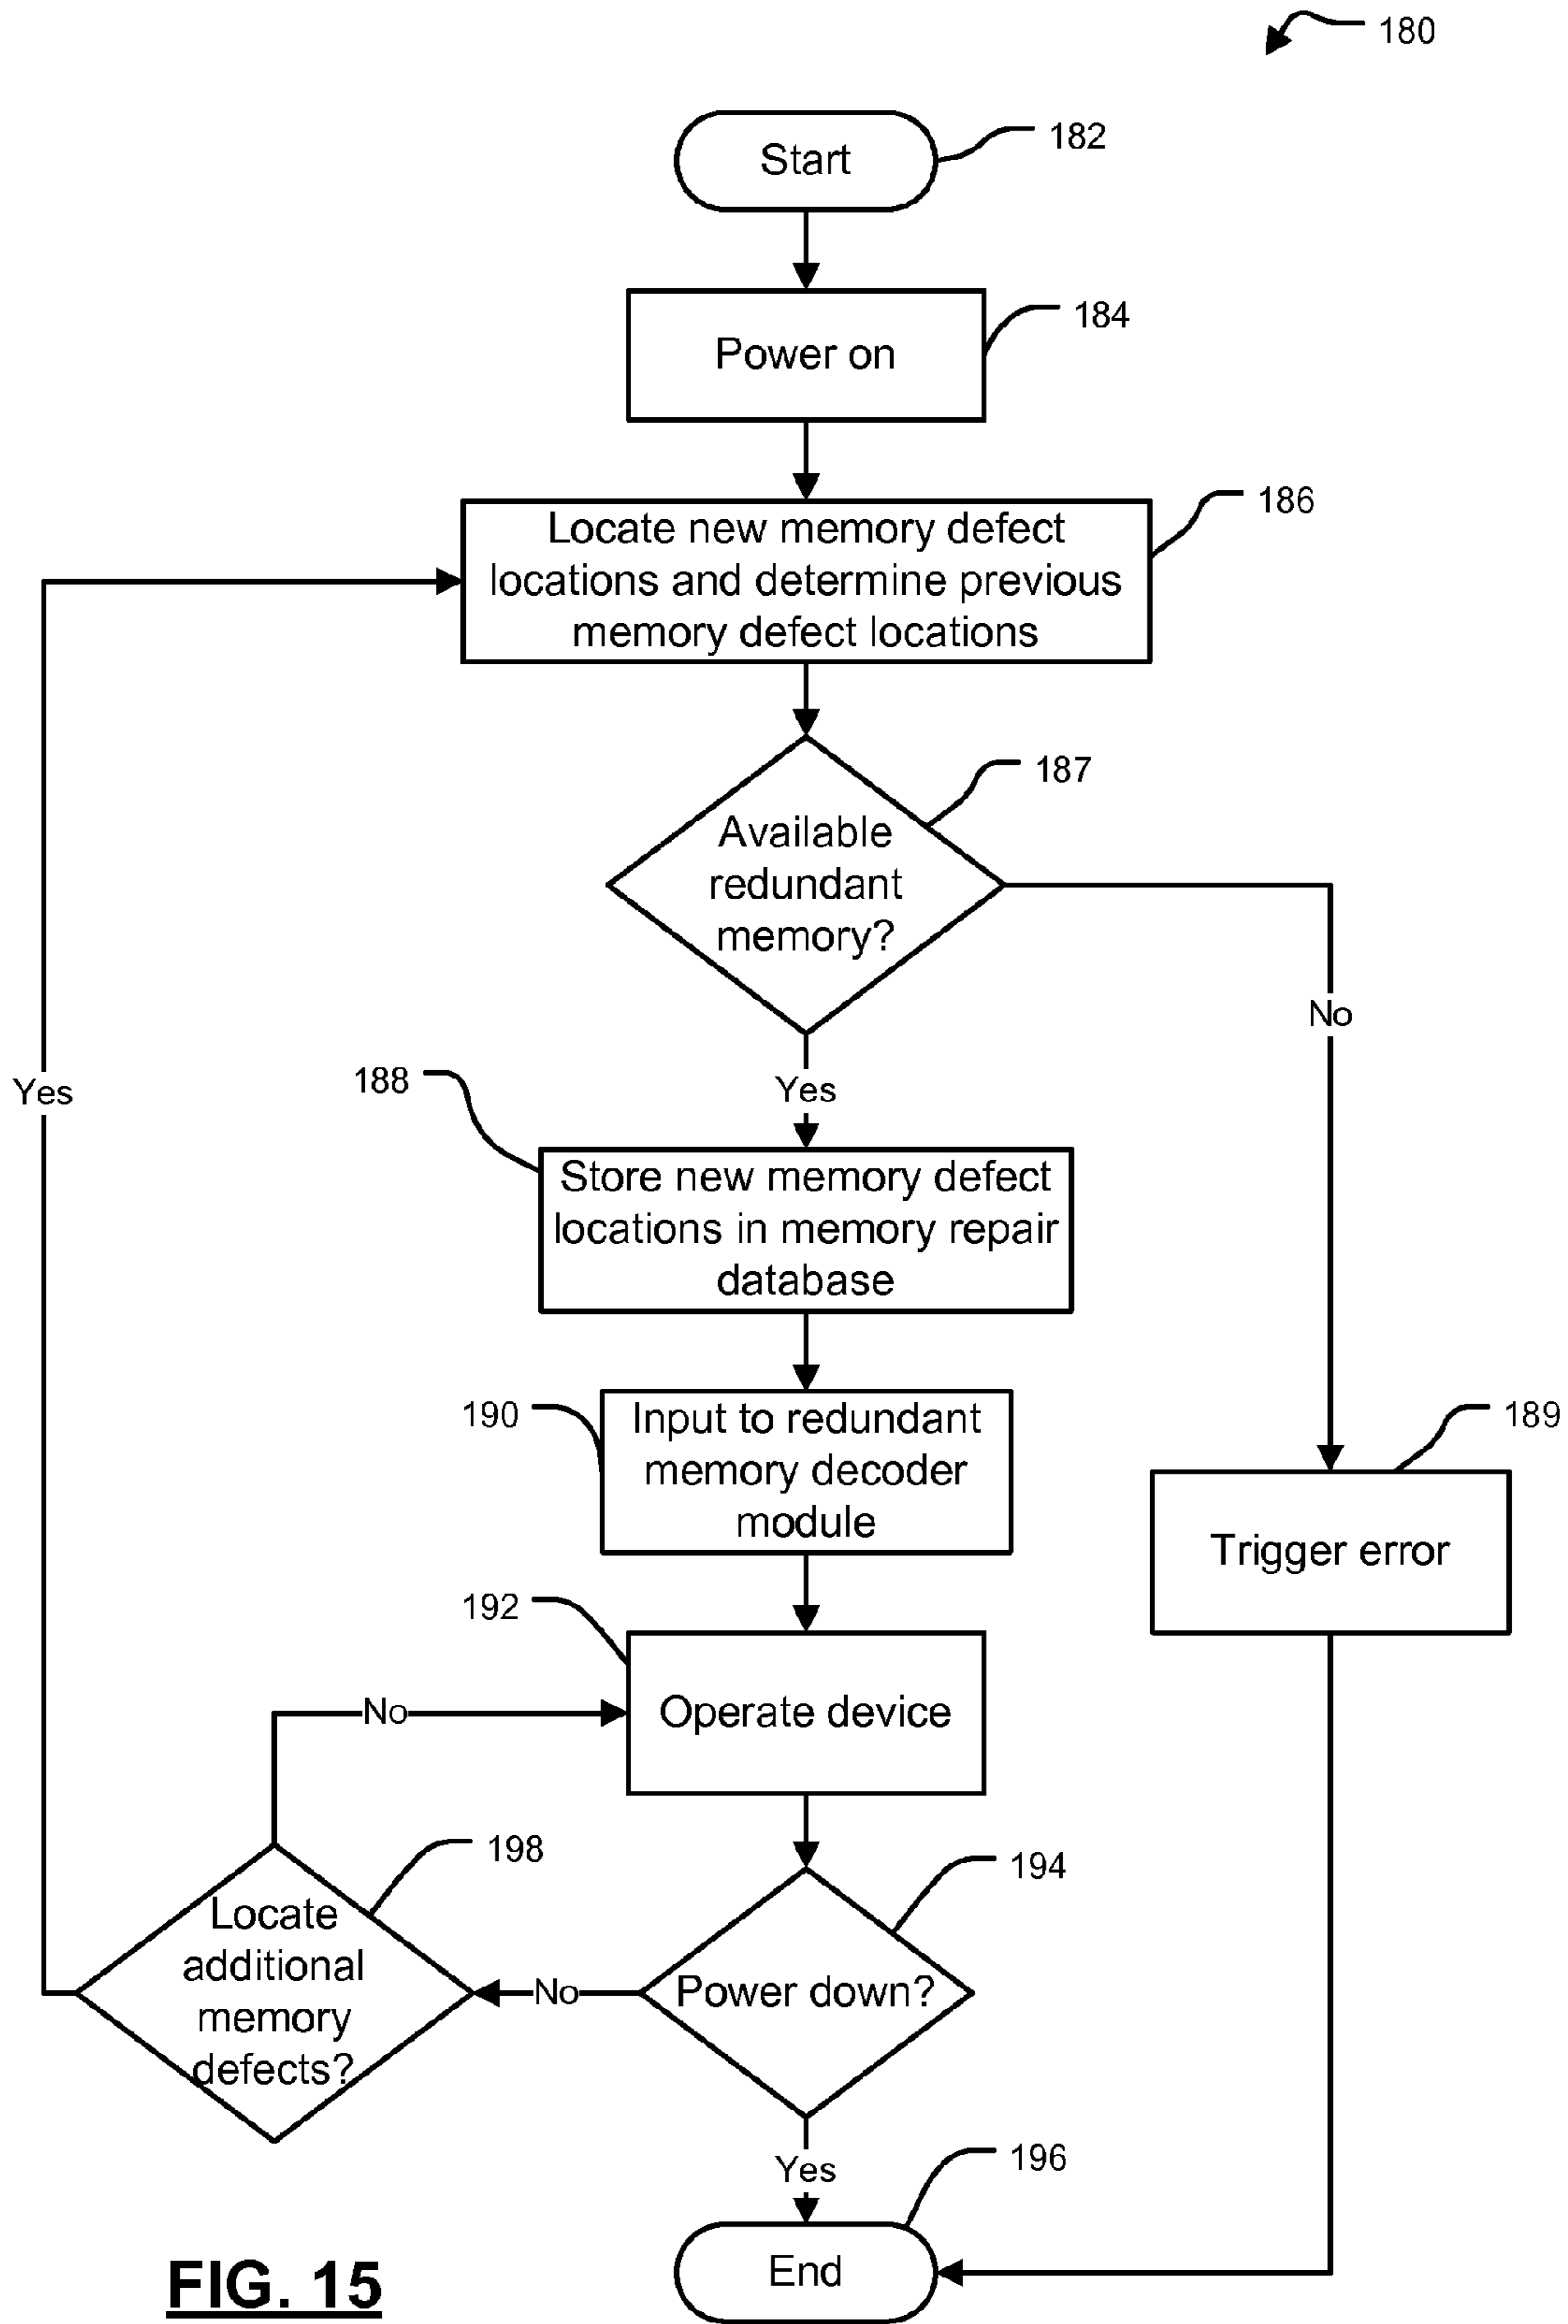 180
Start
182
Power on
184
Locate new memory defect
locations and determine previous
memory defect locations
186
Available
redundant
memory?
187
No
Yes
Yes
188
Store new memory defect
locations in memory repair
database
190
Input to redundant
memory decoder
module
189
Trigger error
192
Operate device
No
198
Locate
additional
memory
defects?
194
Power down?
No
Yes
196
End
FIG. 15